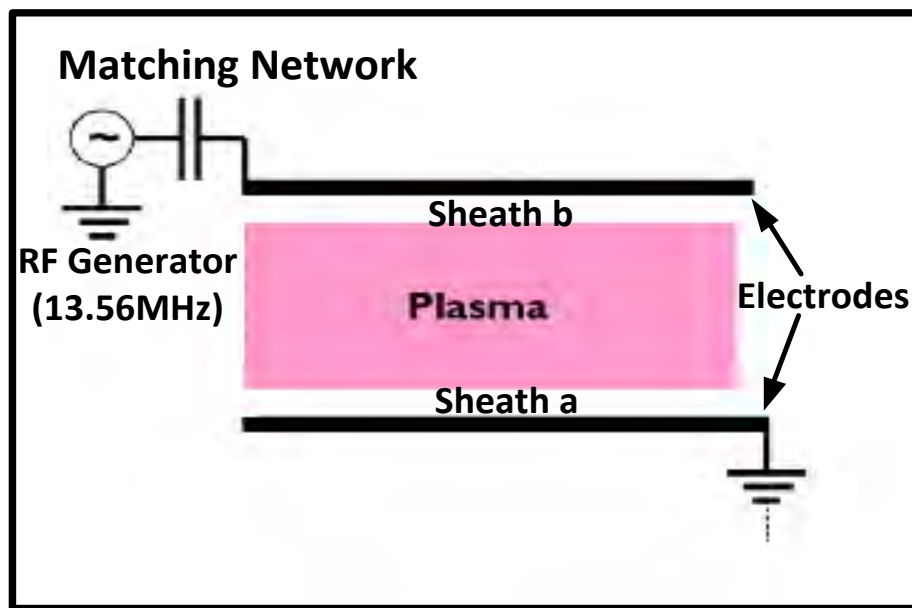 Matching Network
~
Sheath b
RF Generator
(13.56MHz)
Plasma
Electrodes
Sheath a